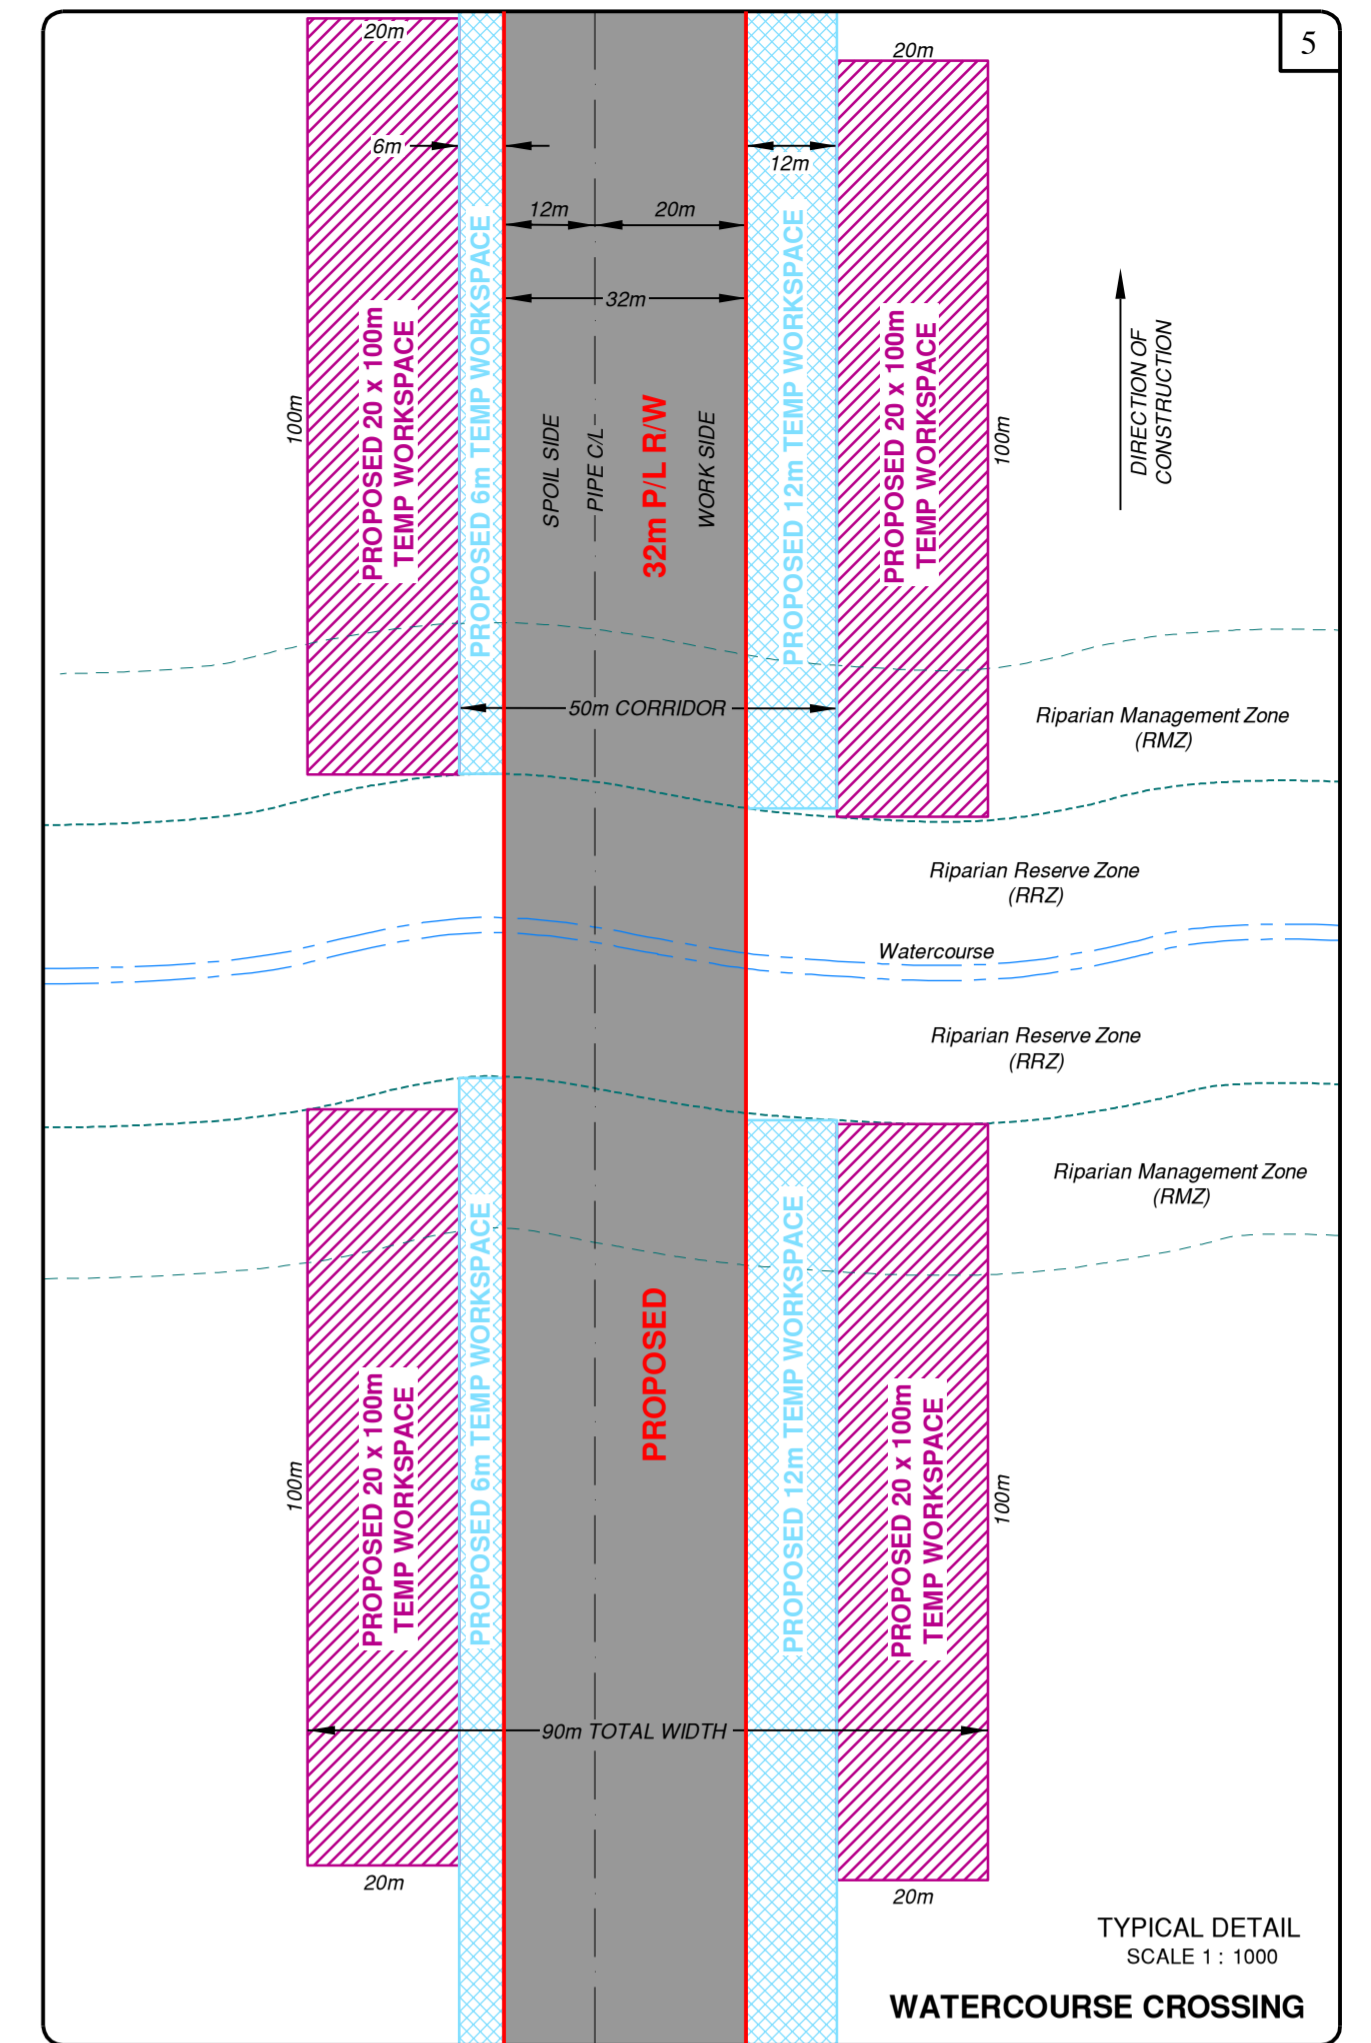 5
20m
20m
6m
12m
12m
20m
32m
PROPOSED 20 x 100m
TEMP WORKSPACE
100m
PROPOSED 6m TEMP WORKSPACE
SPOIL SIDE
PIPE C/L
32m P/L R/W
WORK SIDE
PROPOSED 12m TEMP WORKSPACE
PROPOSED 20 x 100m
TEMP WORKSPACE
100m
DIRECTION OF
CONSTRUCTION
50m CORRIDOR
Riparian Management Zone
(RMZ)
Riparian Reserve Zone
(RRZ)
Watercourse
Riparian Reserve Zone
(RRZ)
Riparian Management Zone
(RMZ)
100m
PROPOSED 20 x 100m
TEMP WORKSPACE
PROPOSED 6m TEMP WORKSPACE
PROPOSED
PROPOSED 12m TEMP WORKSPACE
PROPOSED 20 x 100m
TEMP WORKSPACE
100m
90m TOTAL WIDTH
20m
20m
TYPICAL DETAIL
SCALE 1 : 1000
WATERCOURSE CROSSING